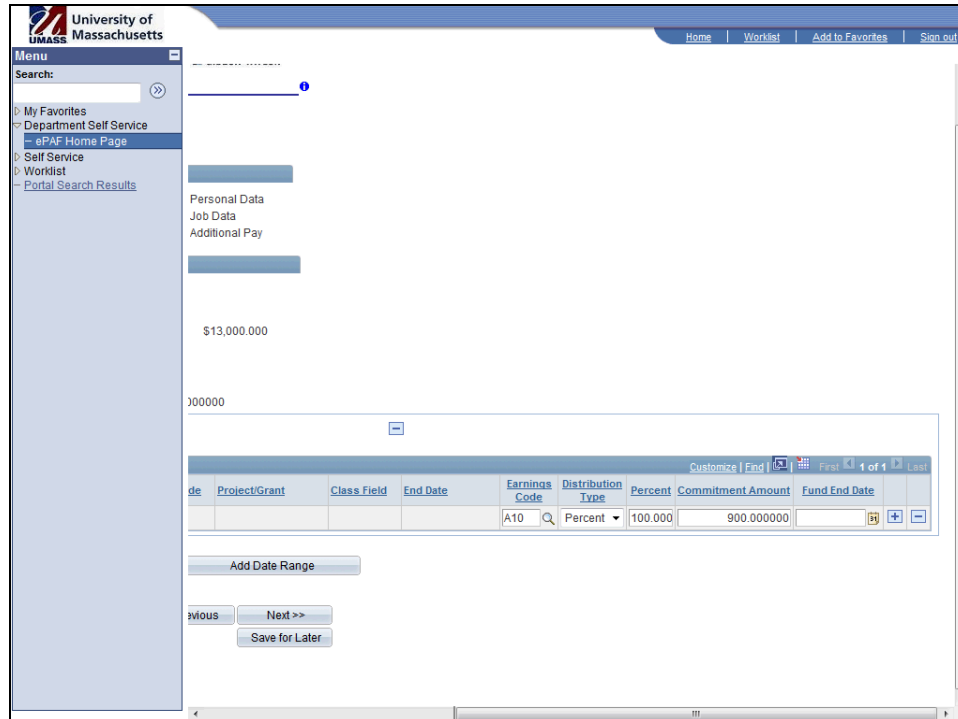 University of
Massachusetts
UMASS
Home | Worklist | Add to Favorites | Sign out
Menu
Search:
My Favorites
Department Self Service
ePAF Home Page
Self Service
Worklist
Portal Search Results
Personal Data
Job Data
Additional Pay
$13,000.000
000000
Customize | Find | First 1 of 1 Last
de Project/Grant Class Field End Date Earnings Code Distribution Type Percent Commitment Amount Fund End Date
A10 Percent 100.000 900.000000 31
Add Date Range
evious Next >>
Save for Later